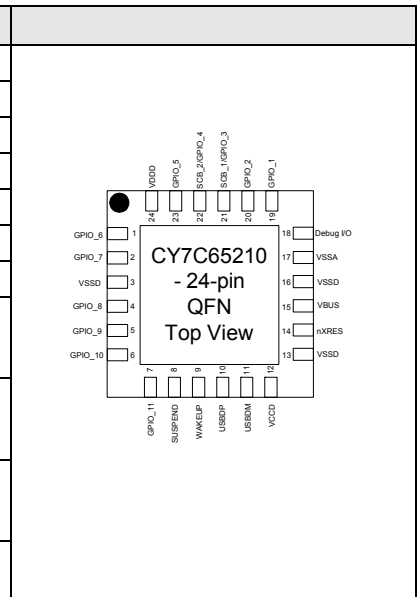 VDDD
GPIO_5
SCB_2/GPIO_4
SCB_1/GPIO_3
GPIO_2
GPIO_1
24
23
22
21
20
19
GPIO_6 1
GPIO_7 2
VSSD 3
GPIO_8 4
GPIO_9 5
GPIO_10 6
CY7C65210
- 24-pin
QFN
Top View
18 Debug I/O
17 VSSA
16 VSSD
15 VBUS
14 nXRES
13 VSSD
7
8
9
10
11
12
GPIO_11
SUSPEND
WAKEUP
USBDP
USBDM
VCCD